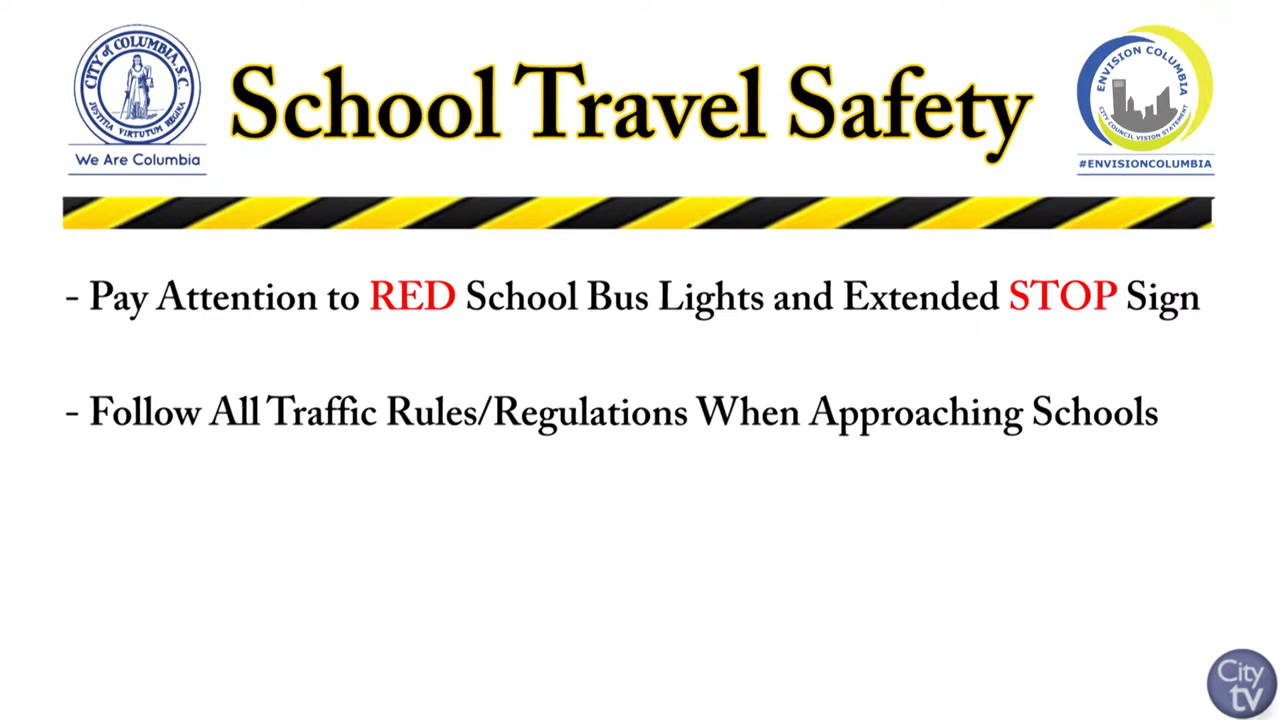 CITY OF COLUMBIA, S.C.
JUSTITIA VIRTUTUM REGINA
We Are Columbia
School Travel Safety
ENVISION COLUMBIA
CITY COUNCIL VISION STATEMENT
#ENVISIONCOLUMBIA
- Pay Attention to RED School Bus Lights and Extended STOP Sign
- Follow All Traffic Rules/Regulations When Approaching Schools
City
tv